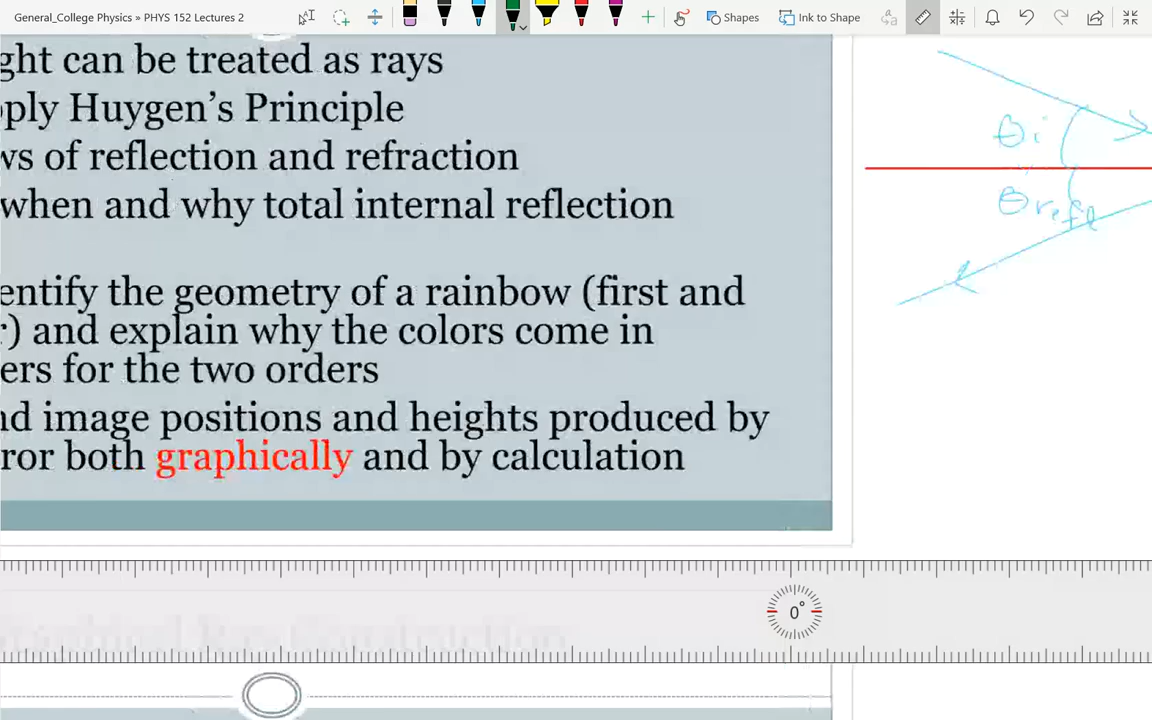 General_College Physics » PHYS 152 Lectures 2
Shapes
Ink to Shape
ght can be treated as rays
ply Huygen's Principle
ws of reflection and refraction
when and why total internal reflection
entify the geometry of a rainbow (first and
r) and explain why the colors come in
ers for the two orders
nd image positions and heights produced by
ror both graphically and by calculation
θi
θrefl
0°